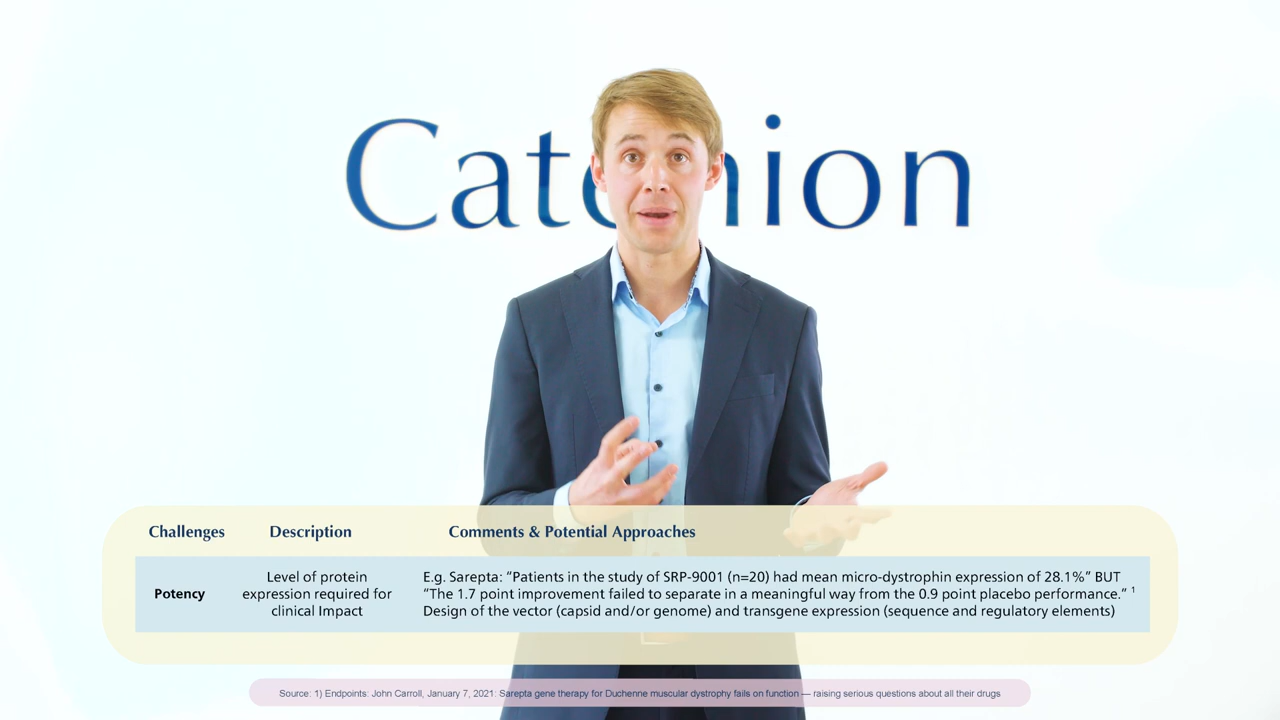 Catenion
Challenges Description Comments & Potential Approaches
Potency
Level of protein
expression required for
clinical Impact
E.g. Sarepta: “Patients in the study of SRP-9001 (n=20) had mean micro-dystrophin expression of 28.1%” BUT
“The 1.7 point improvement failed to separate in a meaningful way from the 0.9 point placebo performance.” 1
Design of the vector (capsid and/or genome) and transgene expression (sequence and regulatory elements)
Source: 1) Endpoints: John Carroll, January 7, 2021: Sarepta gene therapy for Duchenne muscular dystrophy fails on function — raising serious questions about all their drugs